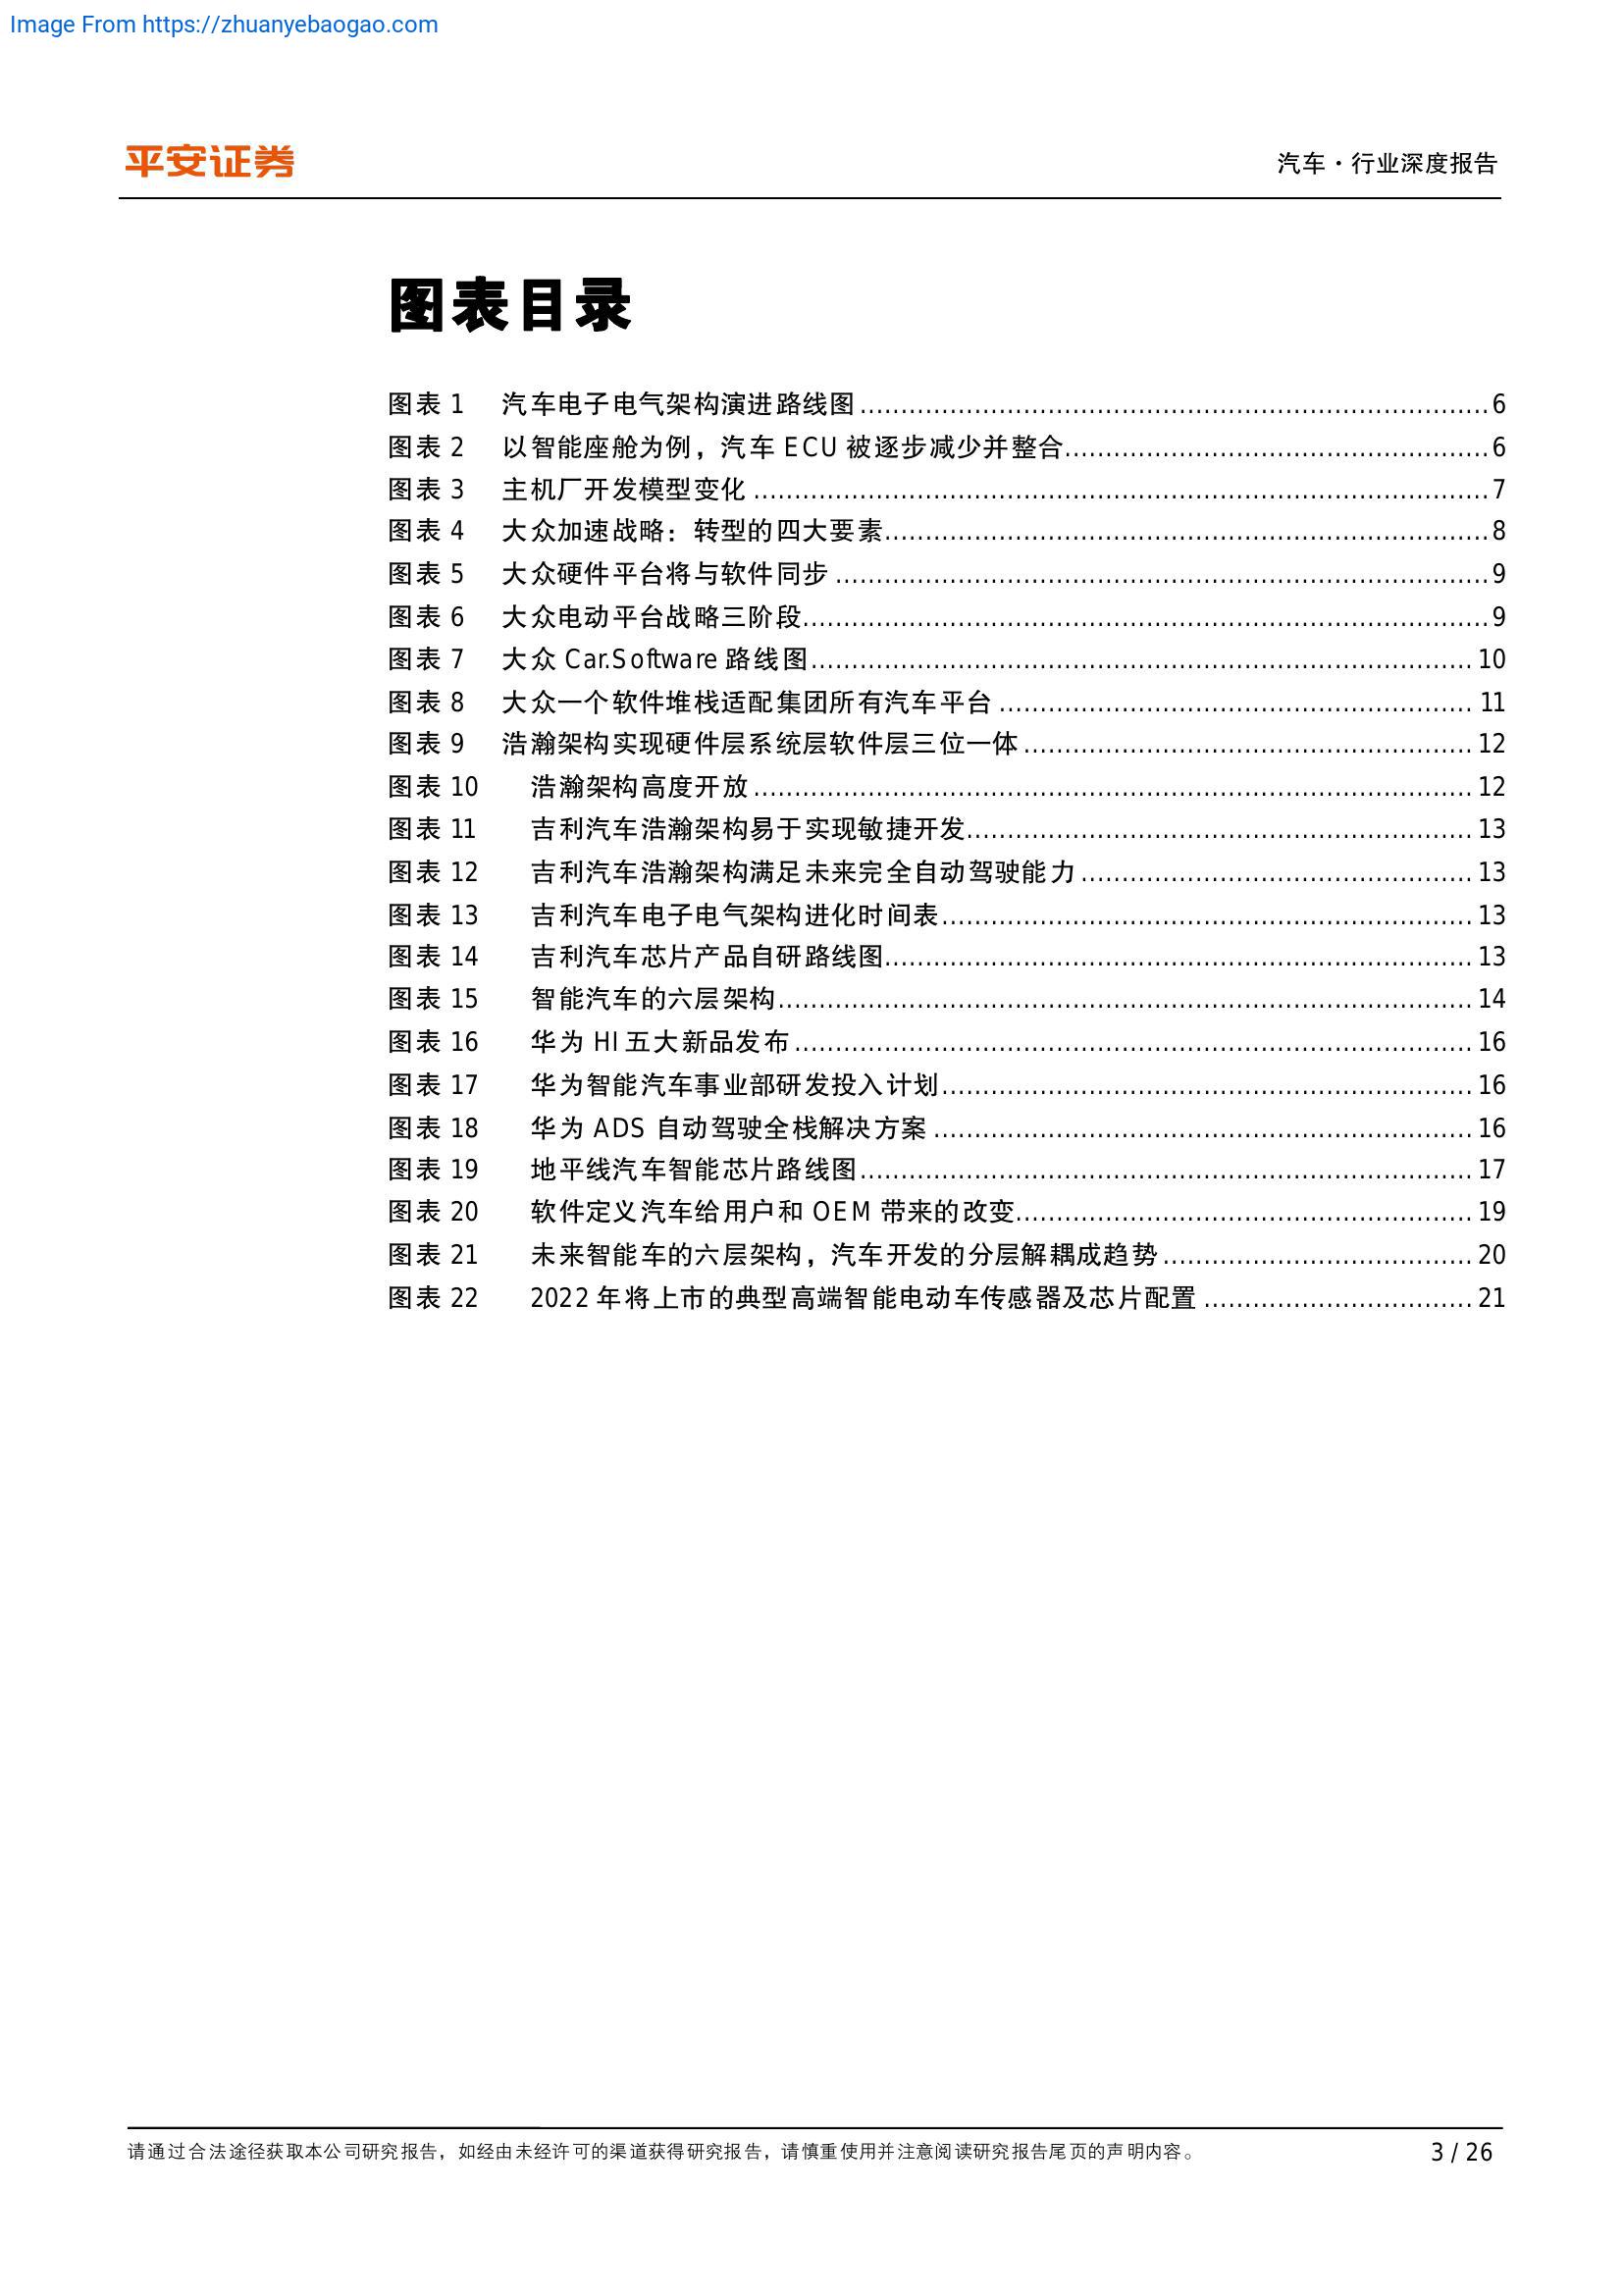 Image From https://zhuanyebaogao.com
平安证券
汽车·行业深度报告
图表目录
图表 1 汽车电子电气架构演进路线图 6
图表 2 以智能座舱为例，汽车 ECU 被逐步减少并整合 6
图表 3 主机厂开发模型变化 7
图表 4 大众加速战略：转型的四大要素 8
图表 5 大众硬件平台将与软件同步 9
图表 6 大众电动平台战略三阶段 9
图表 7 大众 Car.Software 路线图 10
图表 8 大众一个软件堆栈适配集团所有汽车平台 11
图表 9 浩瀚架构实现硬件层系统层软件层三位一体 12
图表 10 浩瀚架构高度开放 12
图表 11 吉利汽车浩瀚架构易于实现敏捷开发 13
图表 12 吉利汽车浩瀚架构满足未来完全自动驾驶能力 13
图表 13 吉利汽车电子电气架构进化时间表 13
图表 14 吉利汽车芯片产品自研路线图 13
图表 15 智能汽车的六层架构 14
图表 16 华为 HI 五大新品发布 16
图表 17 华为智能汽车事业部研发投入计划 16
图表 18 华为 ADS 自动驾驶全栈解决方案 16
图表 19 地平线汽车智能芯片路线图 17
图表 20 软件定义汽车给用户和 OEM 带来的改变 19
图表 21 未来智能车的六层架构，汽车开发的分层解耦成趋势 20
图表 22 2022 年将上市的典型高端智能电动车传感器及芯片配置 21
请通过合法途径获取本公司研究报告，如经由未经许可的渠道获得研究报告，请慎重使用并注意阅读研究报告尾页的声明内容。
3 / 26